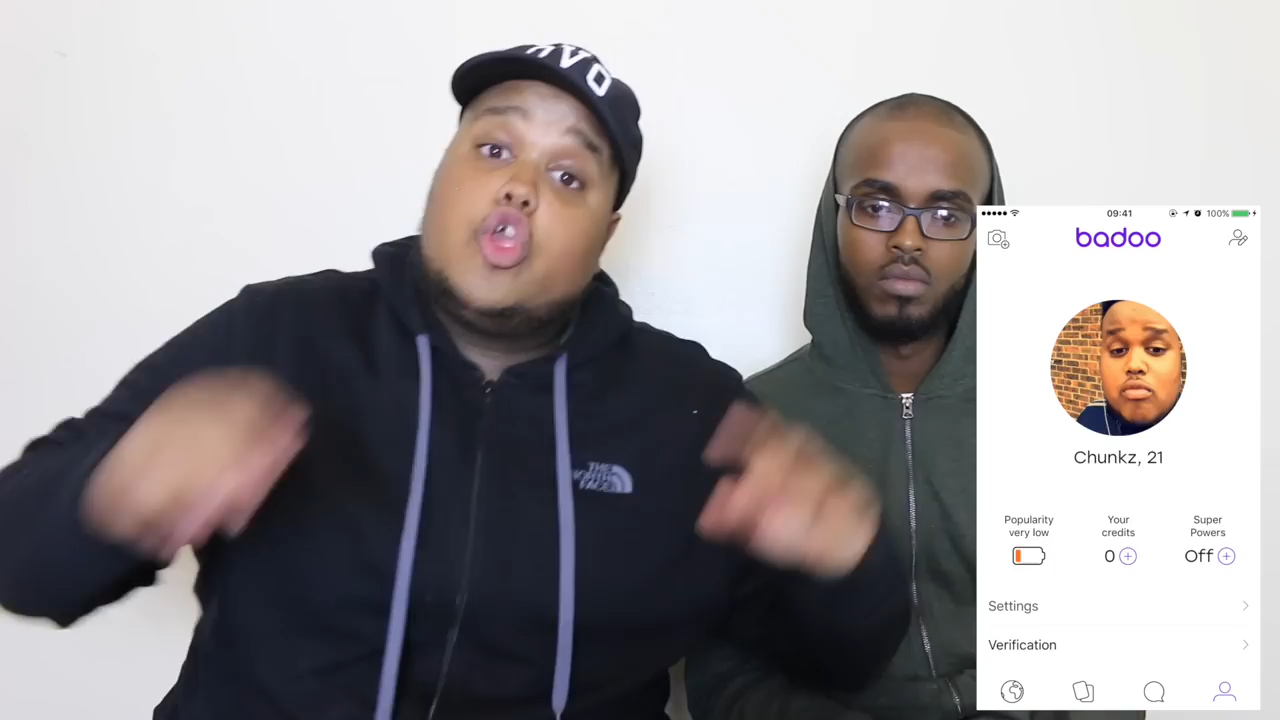 OVO
THE
NORTH
FACE
09:41
100%
badoo
Chunkz, 21
Popularity
very low
Your
credits
Super
Powers
0
Off
Settings
Verification